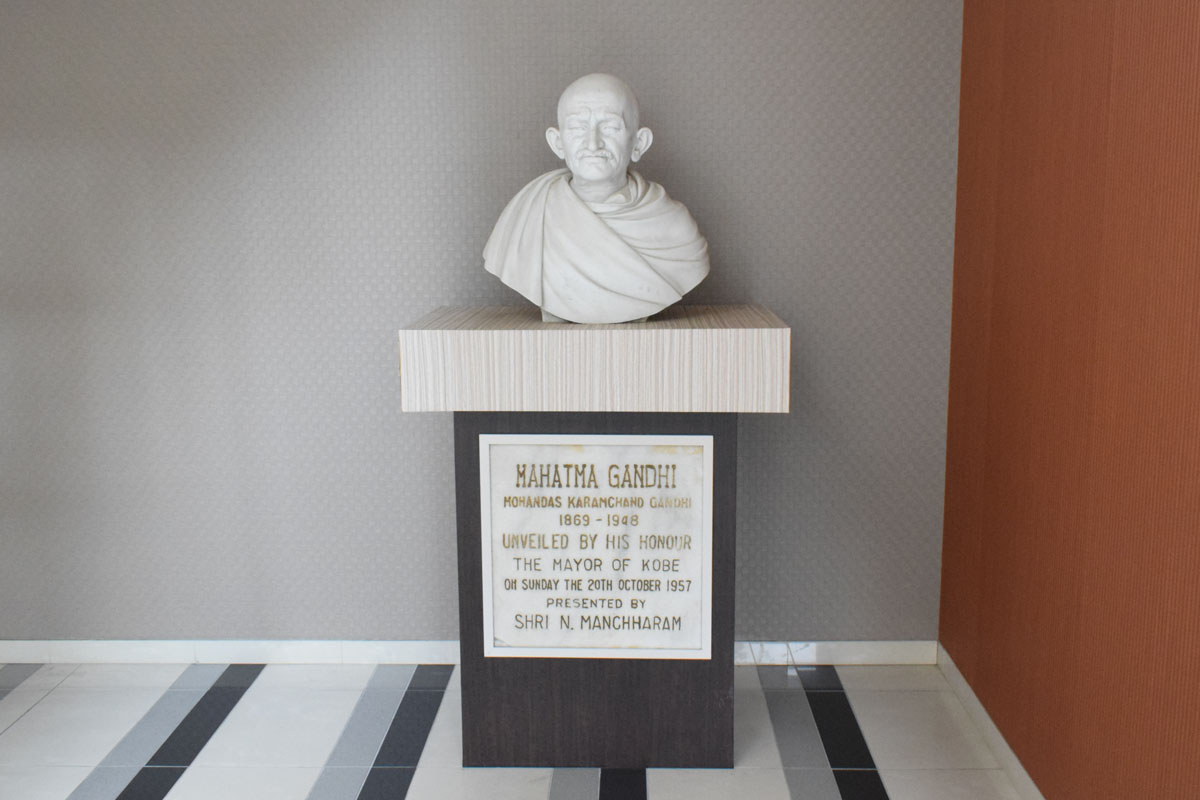 MAHATMA GANDHI
MOHANDAS KARAMCHAND GANDHI
1869 - 1948
UNVEILED BY HIS HONOUR
THE MAYOR OF KOBE
ON SUNDAY THE 20TH OCTOBER 1957
PRESENTED BY
SHRI N. MANGHHARAM